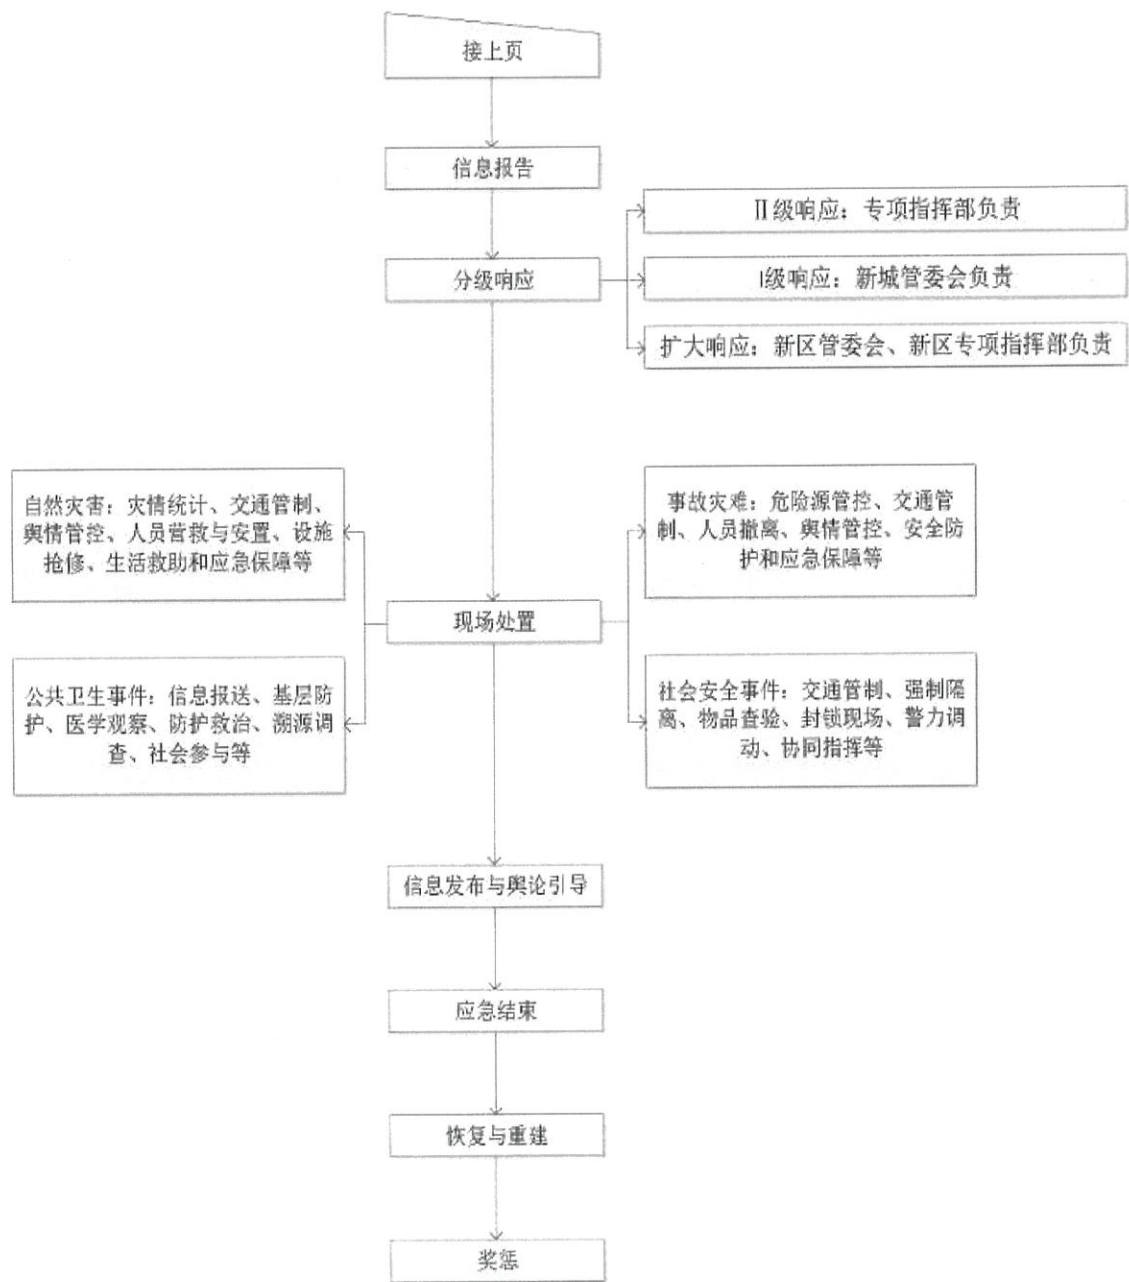 接上页
信息报告
分级响应
Ⅱ级响应：专项指挥部负责
Ⅰ级响应：新城管委会负责
扩大响应：新区管委会、新区专项指挥部负责
自然灾害：灾情统计、交通管制、
舆情管控、人员营救与安置、设施
抢修、生活救助和应急保障等
事故灾难：危险源管控、交通管
制、人员撤离、舆情管控、安全防
护和应急保障等
现场处置
公共卫生事件：信息报送、基层防
护、医学观察、防护救治、溯源调
查、社会参与等
社会安全事件：交通管制、强制隔
离、物品查验、封锁现场、警力调
动、协同指挥等
信息发布与舆论引导
应急结束
恢复与重建
奖惩